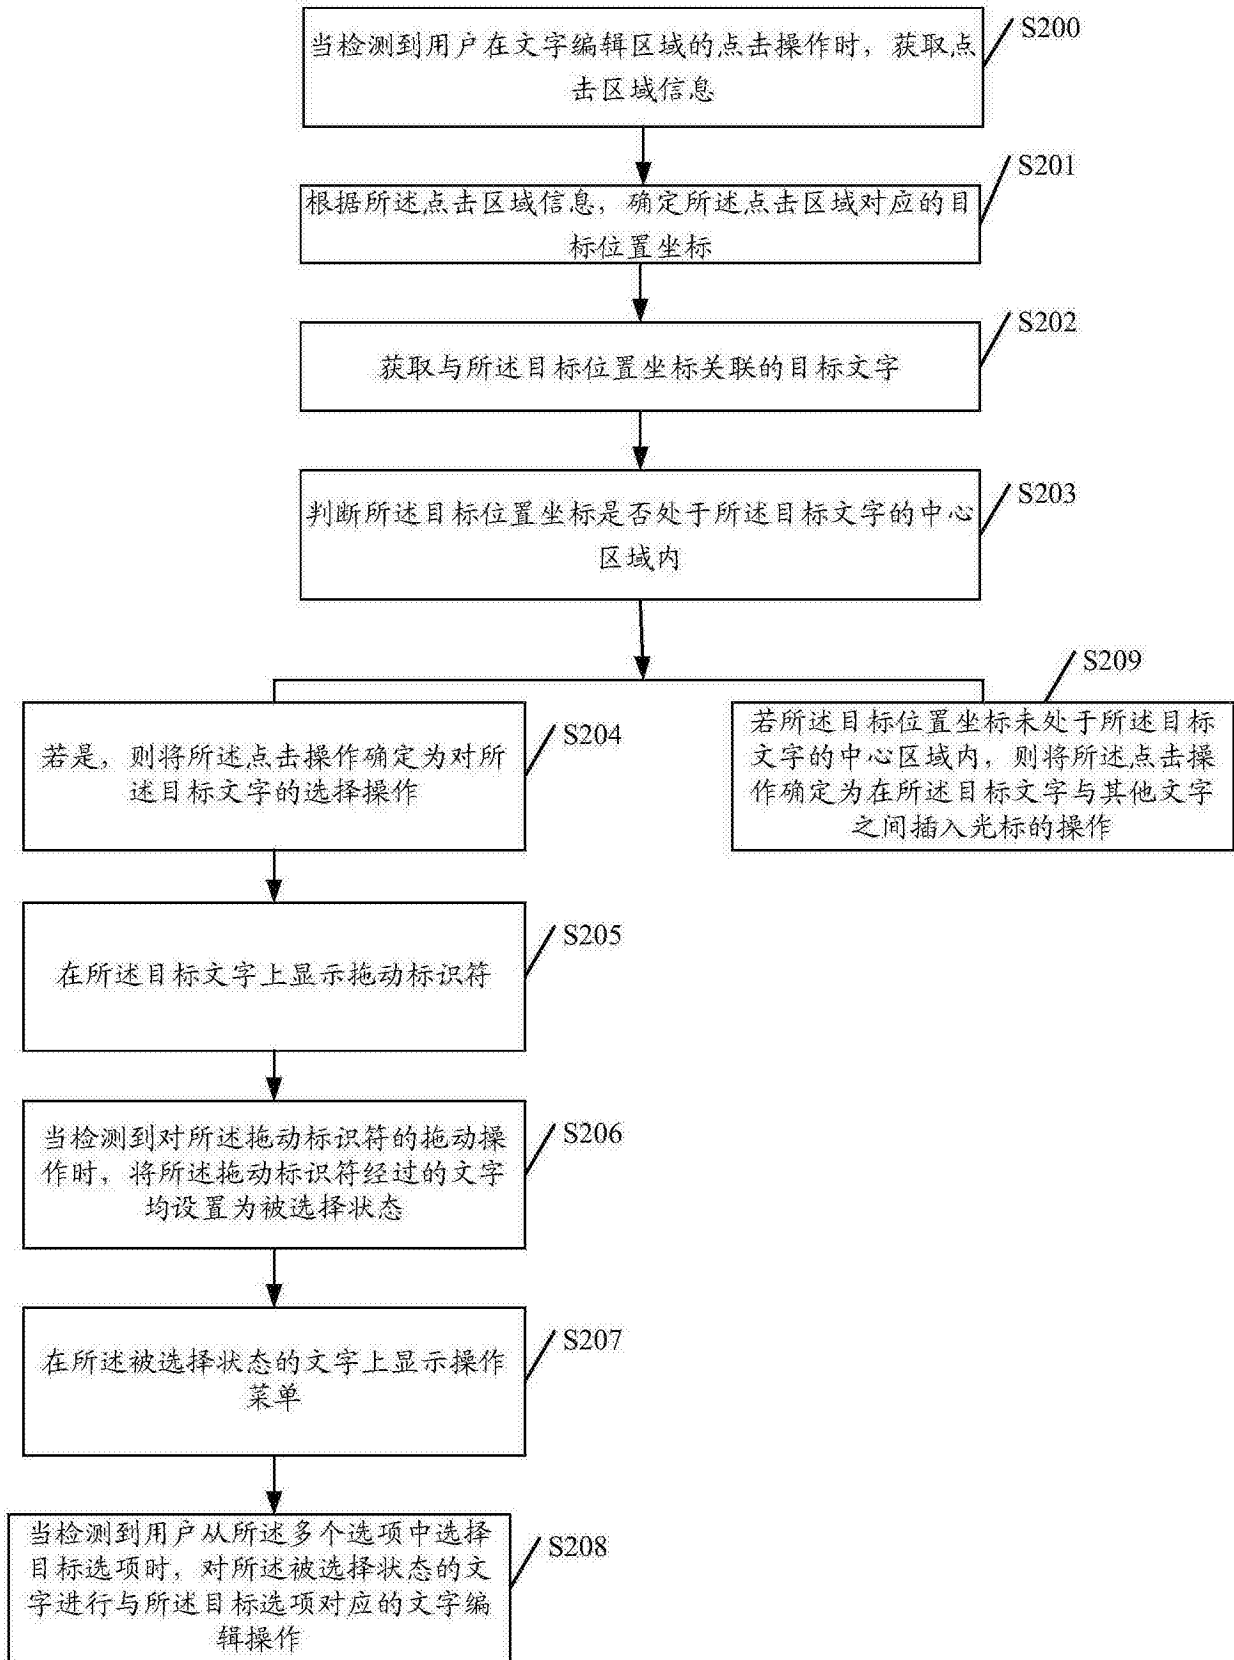 当检测到用户在文字编辑区域的点击操作时，获取点
击区域信息
S200
根据所述点击区域信息，确定所述点击区域对应的目
标位置坐标
S201
获取与所述目标位置坐标关联的目标文字
S202
判断所述目标位置坐标是否处于所述目标文字的中心
区域内
S203
若是，则将所述点击操作确定为对所
述目标文字的选择操作
S204
若所述目标位置坐标未处于所述目标
文字的中心区域内，则将所述点击操
作确定为在所述目标文字与其他文字
之间插入光标的操作
S209
在所述目标文字上显示拖动标识符
S205
当检测到对所述拖动标识符的拖动操
作时，将所述拖动标识符经过的文字
均设置为被选择状态
S206
在所述被选择状态的文字上显示操作
菜单
S207
当检测到用户从所述多个选项中选择
目标选项时，对所述被选择状态的文
字进行与所述目标选项对应的文字编
辑操作
S208